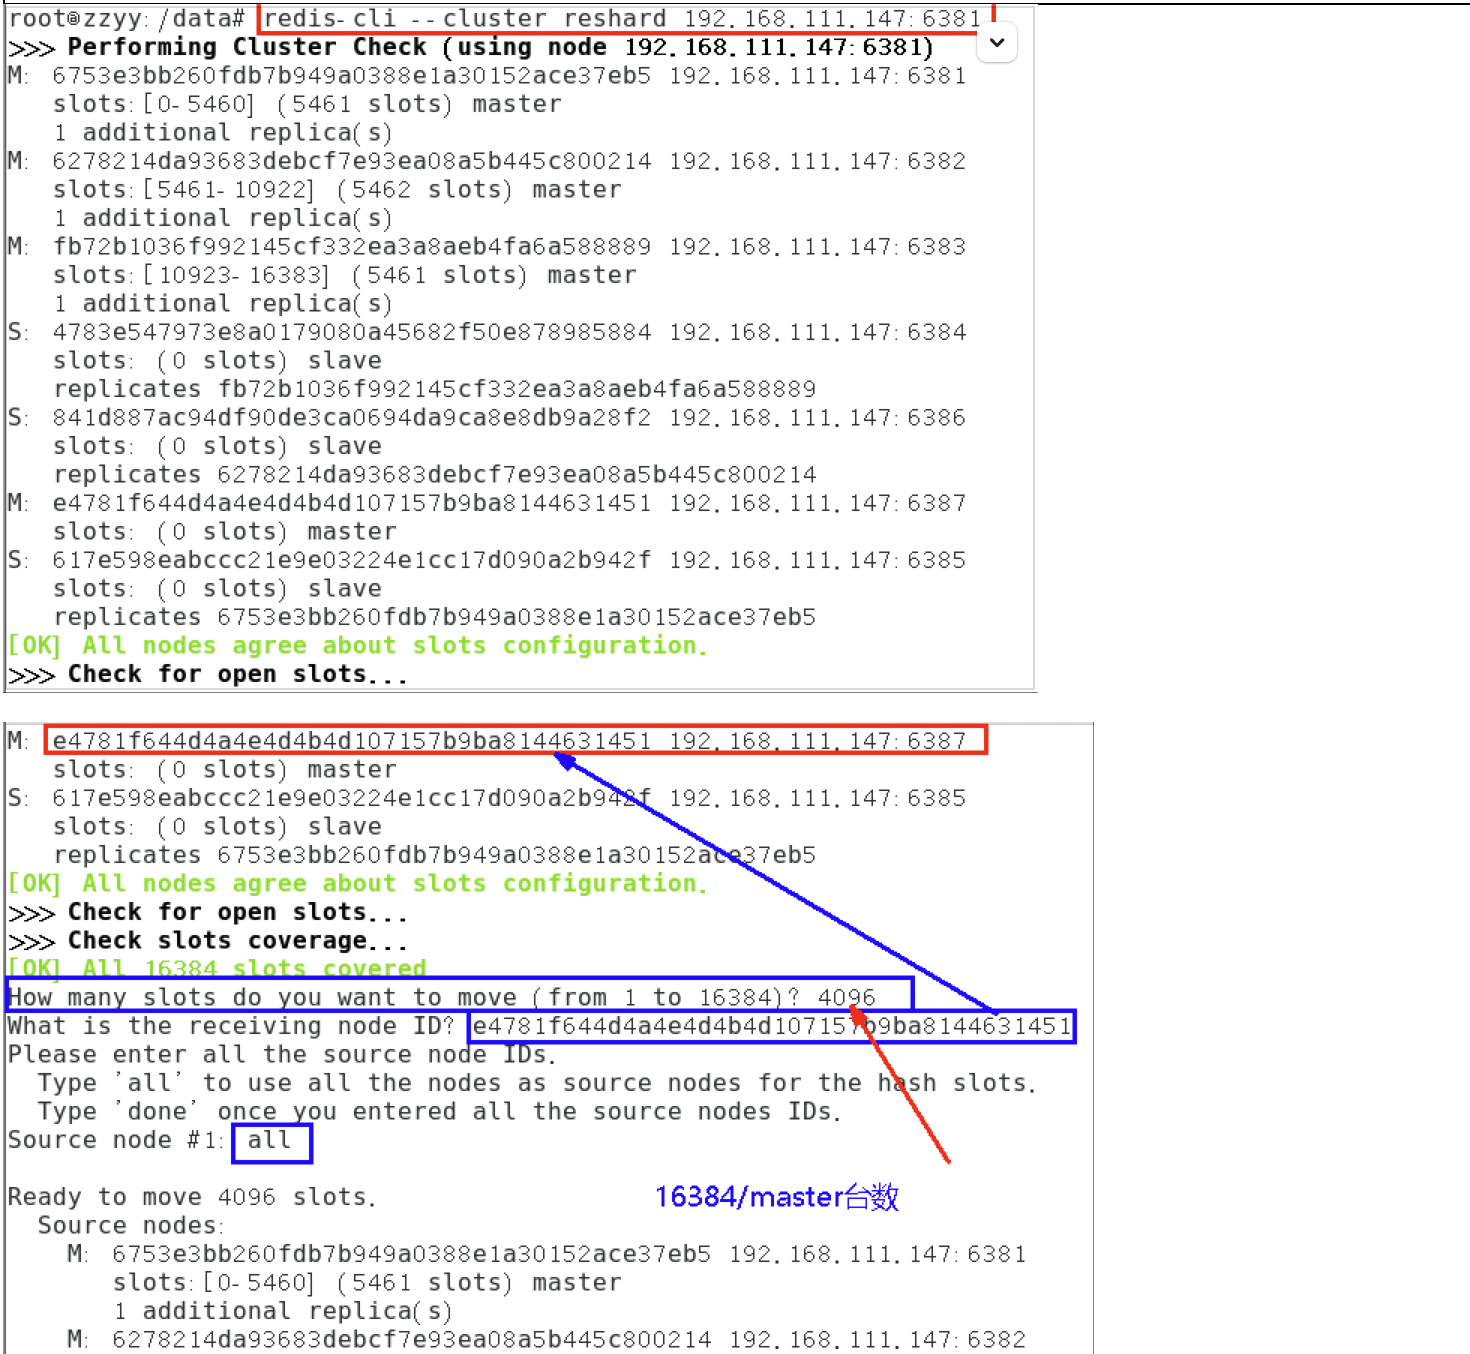 root@zzyy:/data# redis-cli --cluster reshard 192.168.111.147:6381
>>> Performing Cluster Check (using node 192.168.111.147:6381)
M: 6753e3bb260fdb7b949a0388e1a30152ace37eb5 192.168.111.147:6381
slots:[0-5460] (5461 slots) master
1 additional replica(s)
M: 6278214da93683debcf7e93ea08a5b445c800214 192.168.111.147:6382
slots:[5461-10922] (5462 slots) master
1 additional replica(s)
M: fb72b1036f992145cf332ea3a8aeb4fa6a588889 192.168.111.147:6383
slots:[10923-16383] (5461 slots) master
1 additional replica(s)
S: 4783e547973e8a0179080a45682f50e878985884 192.168.111.147:6384
slots: (0 slots) slave
replicates fb72b1036f992145cf332ea3a8aeb4fa6a588889
S: 841d887ac94df90de3ca0694da9ca8e8db9a28f2 192.168.111.147:6386
slots: (0 slots) slave
replicates 6278214da93683debcf7e93ea08a5b445c800214
M: e4781f644d4a4e4d4b4d107157b9ba8144631451 192.168.111.147:6387
slots: (0 slots) master
S: 617e598eabccc21e9e03224e1cc17d090a2b942f 192.168.111.147:6385
slots: (0 slots) slave
replicates 6753e3bb260fdb7b949a0388e1a30152ace37eb5
[OK] All nodes agree about slots configuration.
>>> Check for open slots...
M: e4781f644d4a4e4d4b4d107157b9ba8144631451 192.168.111.147:6387
slots: (0 slots) master
S: 617e598eabccc21e9e03224e1cc17d090a2b942f 192.168.111.147:6385
slots: (0 slots) slave
replicates 6753e3bb260fdb7b949a0388e1a30152ace37eb5
[OK] All nodes agree about slots configuration.
>>> Check for open slots...
>>> Check slots coverage...
[OK] All 16384 slots covered
How many slots do you want to move (from 1 to 16384)? 4096
What is the receiving node ID? e4781f644d4a4e4d4b4d107157b9ba8144631451
Please enter all the source node IDs.
Type 'all' to use all the nodes as source nodes for the hash slots.
Type 'done' once you entered all the source nodes IDs.
Source node #1: all
Ready to move 4096 slots.
16384/master台数
Source nodes:
M: 6753e3bb260fdb7b949a0388e1a30152ace37eb5 192.168.111.147:6381
slots:[0-5460] (5461 slots) master
1 additional replica(s)
M: 6278214da93683debcf7e93ea08a5b445c800214 192.168.111.147:6382